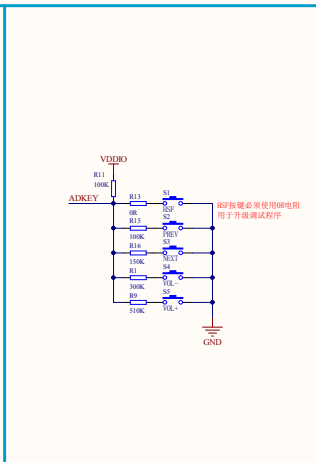 VDDIO
R11
100K
ADKEY
R13
S1
0R
HSF
HSF按键必须使用0R电阻
用于升级调试程序
R15
S2
100K
PREV
R16
S3
150K
NEXT
R1
S4
300K
VOL-
R9
S5
510K
VOL+
GND